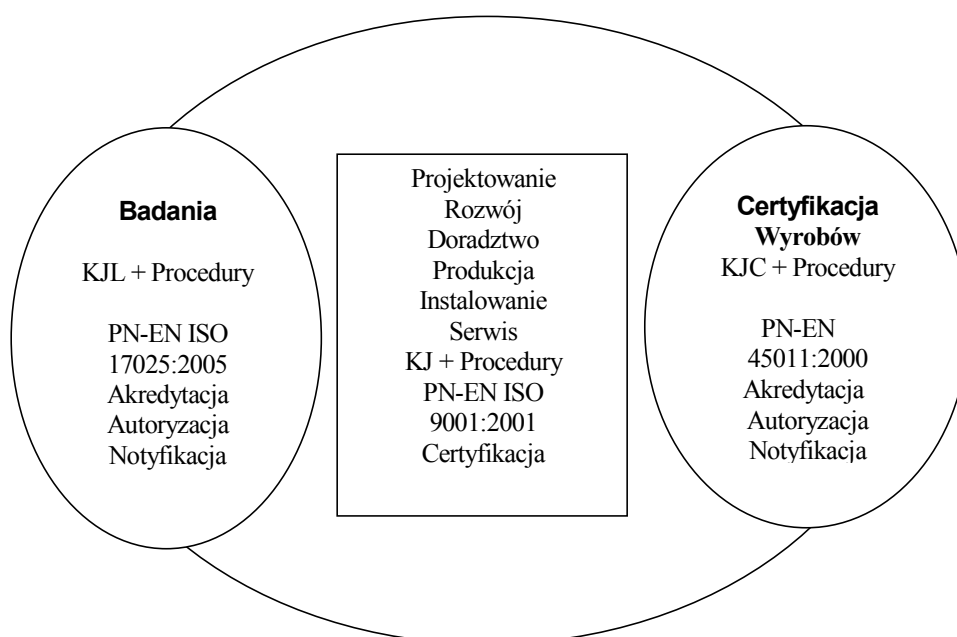 Badania
KJL + Procedury
PN-EN ISO
17025:2005
Akredytacja
Autoryzacja
Notyfikacja
Projektowanie
Rozwój
Doradztwo
Produkcja
Instalowanie
Serwis
KJ + Procedury
PN-EN ISO
9001:2001
Certyfikacja
Certyfikacja
Wyrobów
KJC + Procedury
PN-EN
45011:2000
Akredytacja
Autoryzacja
Notyfikacja